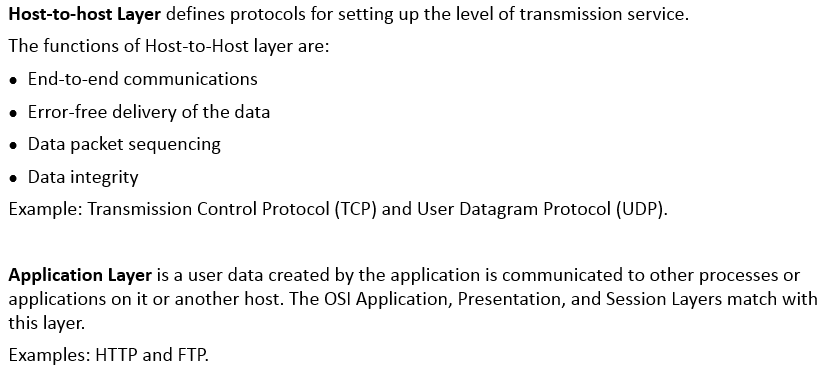 Host-to-host Layer defines protocols for setting up the level of transmission service.
The functions of Host-to-Host layer are:
• End-to-end communications
• Error-free delivery of the data
• Data packet sequencing
• Data integrity
Example: Transmission Control Protocol (TCP) and User Datagram Protocol (UDP).
Application Layer is a user data created by the application is communicated to other processes or
applications on it or another host. The OSI Application, Presentation, and Session Layers match with
this layer.
Examples: HTTP and FTP.